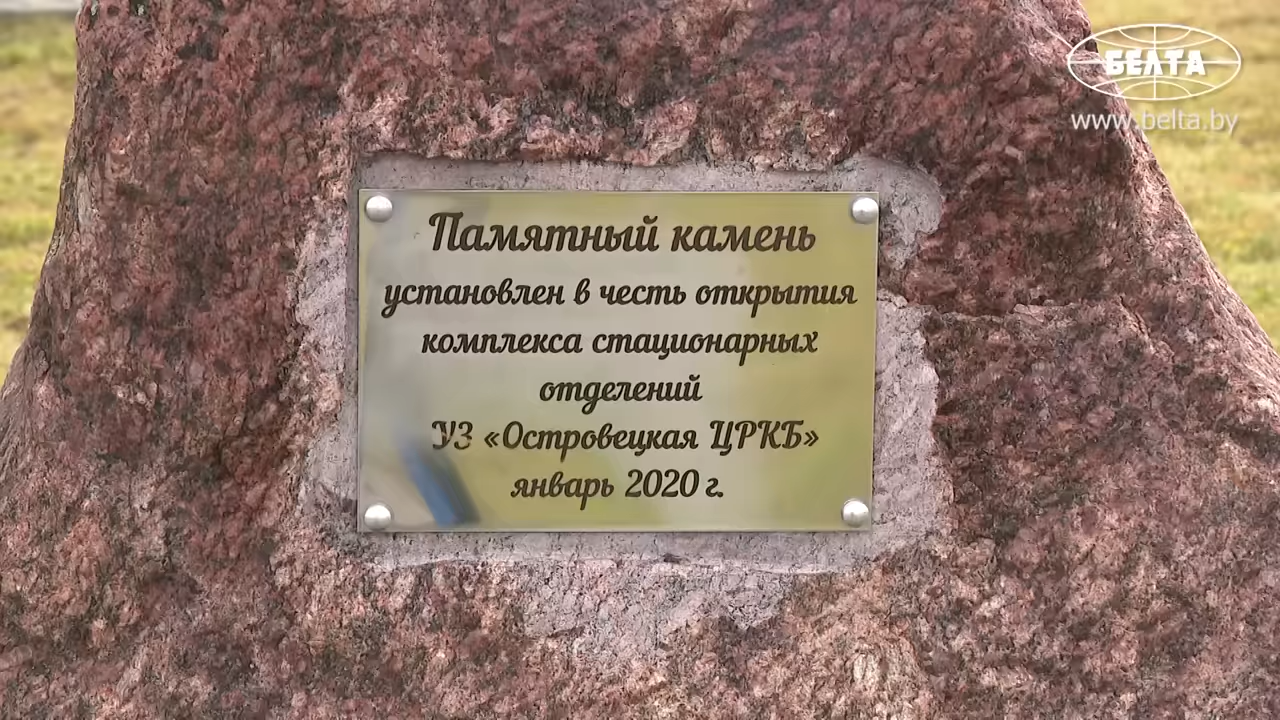 БЕЛТА
www.belta.by
Памятный камень
установлен в честь открытия
комплекса стационарных
отделений
УЗ «Островецкая ЦРКБ»
январь 2020 г.